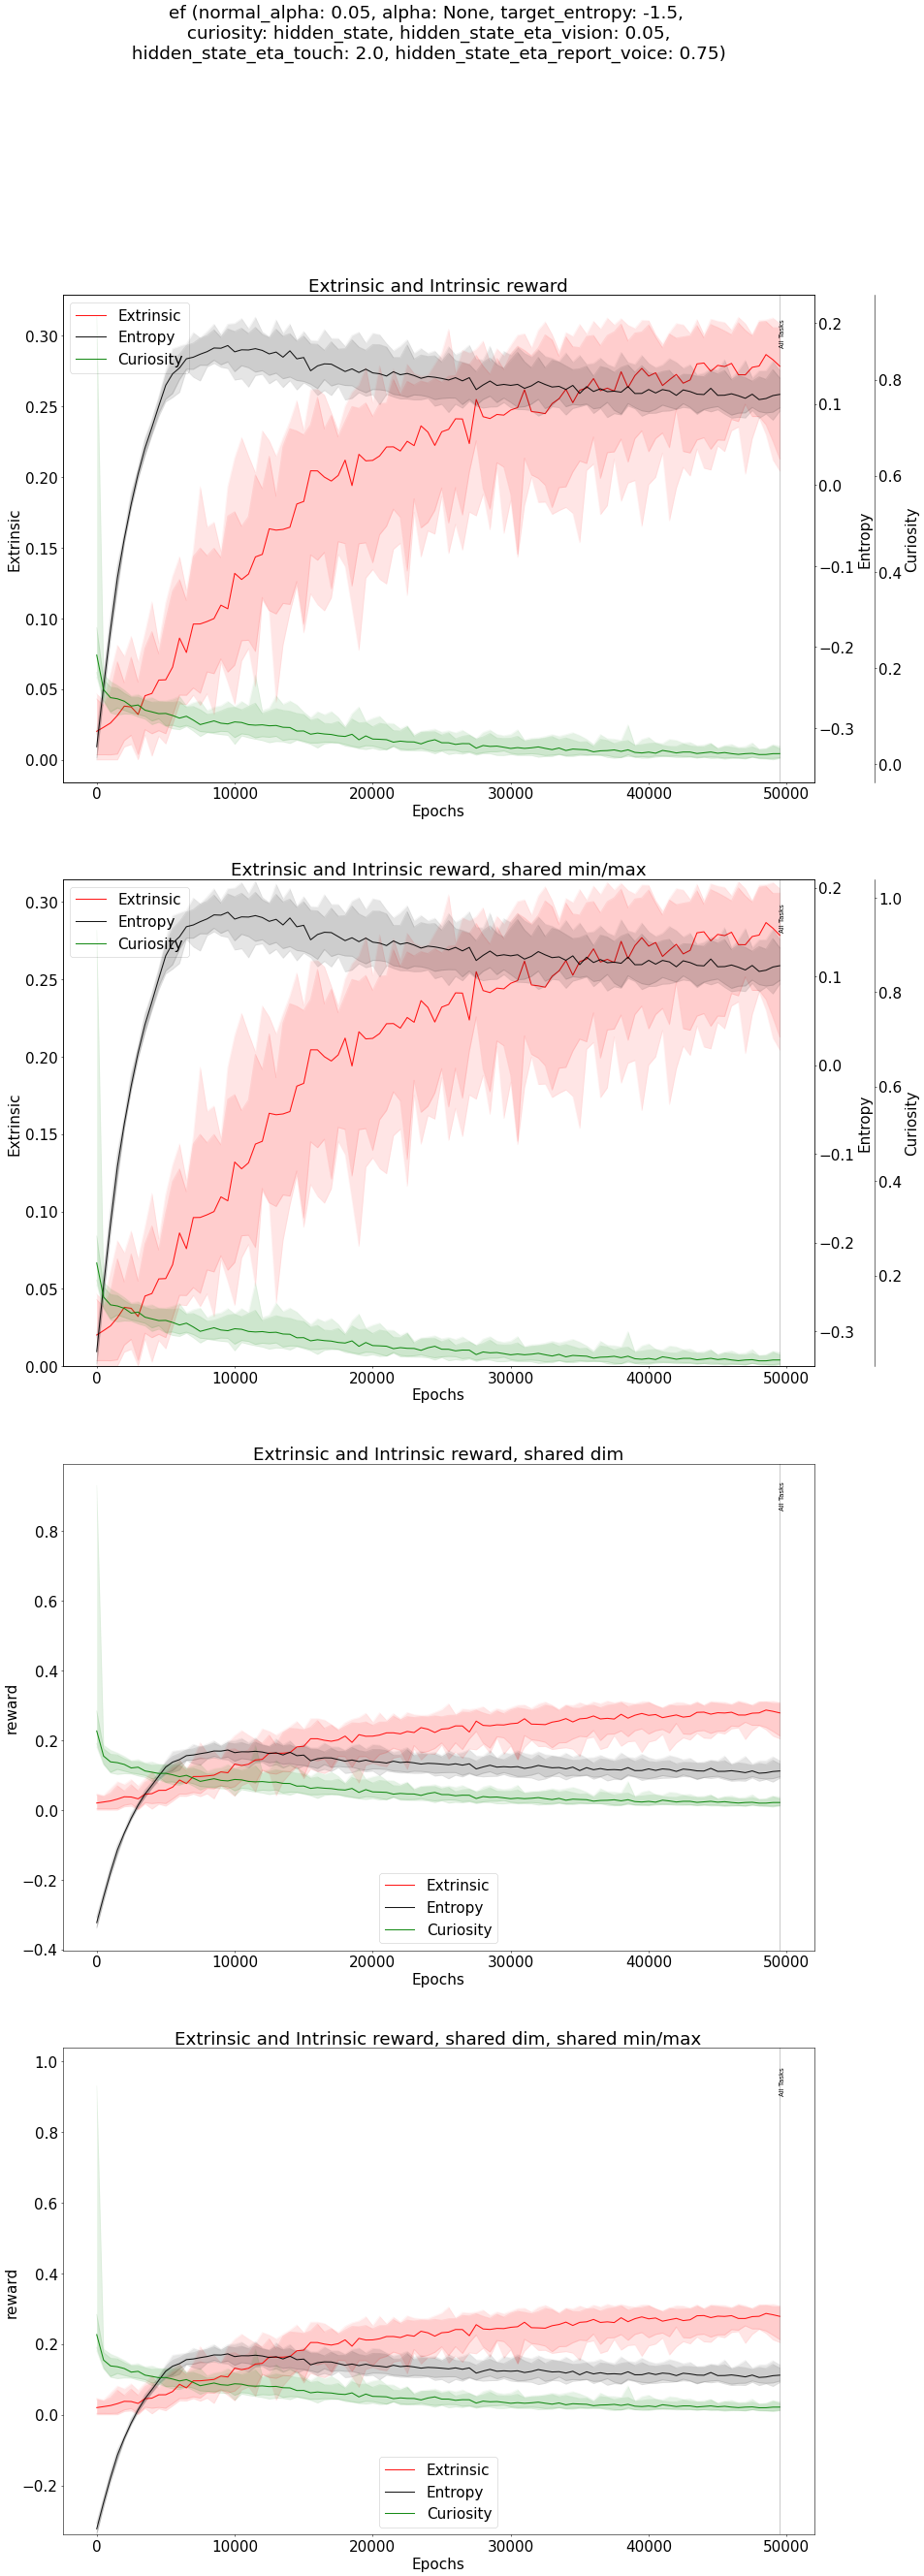 ef (normal_alpha: 0.05, alpha: None, target_entropy: -1.5,
curiosity: hidden_state, hidden_state_eta_vision: 0.05,
hidden_state_eta_touch: 2.0, hidden_state_eta_report_voice: 0.75)
Extrinsic and Intrinsic reward
Extrinsic
Entropy
Curiosity
All Tasks
0.30
0.25
0.20
0.15
0.10
0.05
0.00
Extrinsic
0.2
0.1
0.0
−0.1
−0.2
−0.3
Entropy
0.8
0.6
0.4
0.2
0.0
Curiosity
0 10000 20000 30000 40000 50000
Epochs
Extrinsic and Intrinsic reward, shared min/max
Extrinsic
Entropy
Curiosity
All Tasks
0.30
0.25
0.20
0.15
0.10
0.05
0.00
Extrinsic
0.2
0.1
0.0
−0.1
−0.2
−0.3
Entropy
1.0
0.8
0.6
0.4
0.2
Curiosity
0 10000 20000 30000 40000 50000
Epochs
Extrinsic and Intrinsic reward, shared dim
All Tasks
0.8
0.6
0.4
0.2
0.0
−0.2
−0.4
reward
Extrinsic
Entropy
Curiosity
0 10000 20000 30000 40000 50000
Epochs
Extrinsic and Intrinsic reward, shared dim, shared min/max
All Tasks
1.0
0.8
0.6
0.4
0.2
0.0
−0.2
reward
Extrinsic
Entropy
Curiosity
0 10000 20000 30000 40000 50000
Epochs